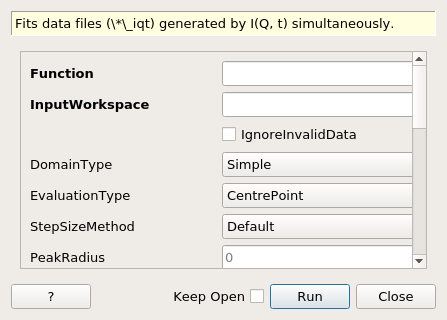 Fits data files (\*\_iqt) generated by I(Q, t) simultaneously.
Function
InputWorkspace
IgnoreInvalidData
DomainType Simple
EvaluationType CentrePoint
StepSizeMethod Default
PeakRadius 0
? Keep Open Run Close